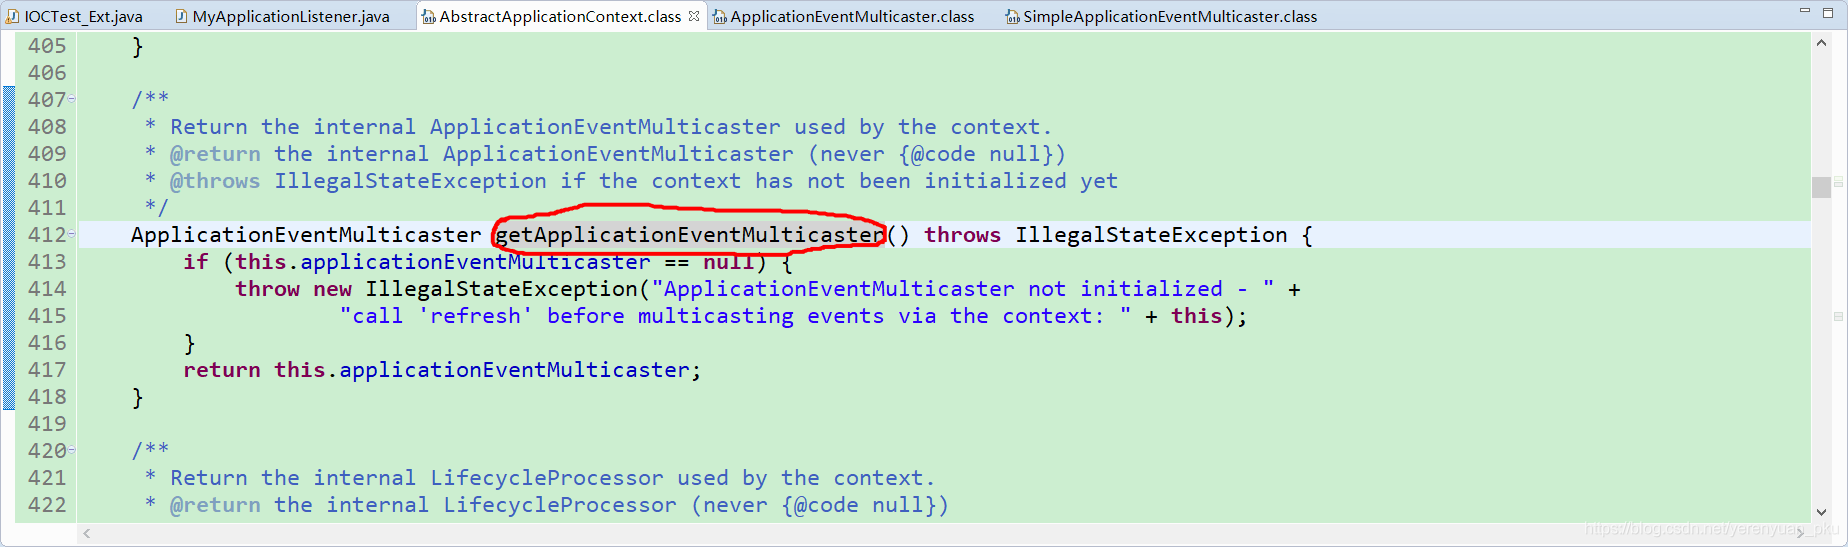 IOCTest_Ext.java MyApplicationListener.java AbstractApplicationContext.class ApplicationEventMulticaster.class SimpleApplicationEventMulticaster.class
405 }
406
407 /**
408 * Return the internal ApplicationEventMulticaster used by the context.
409 * @return the internal ApplicationEventMulticaster (never {@code null})
410 * @throws IllegalStateException if the context has not been initialized yet
411 */
412 ApplicationEventMulticaster getApplicationEventMulticaster() throws IllegalStateException {
413 if (this.applicationEventMulticaster == null) {
414 throw new IllegalStateException("ApplicationEventMulticaster not initialized - " +
415 "call 'refresh' before multicasting events via the context: " + this);
416 }
417 return this.applicationEventMulticaster;
418 }
419
420 /**
421 * Return the internal LifecycleProcessor used by the context.
422 * @return the internal LifecycleProcessor (never {@code null})
https://blog.csdn.net/yerenyuan_pku